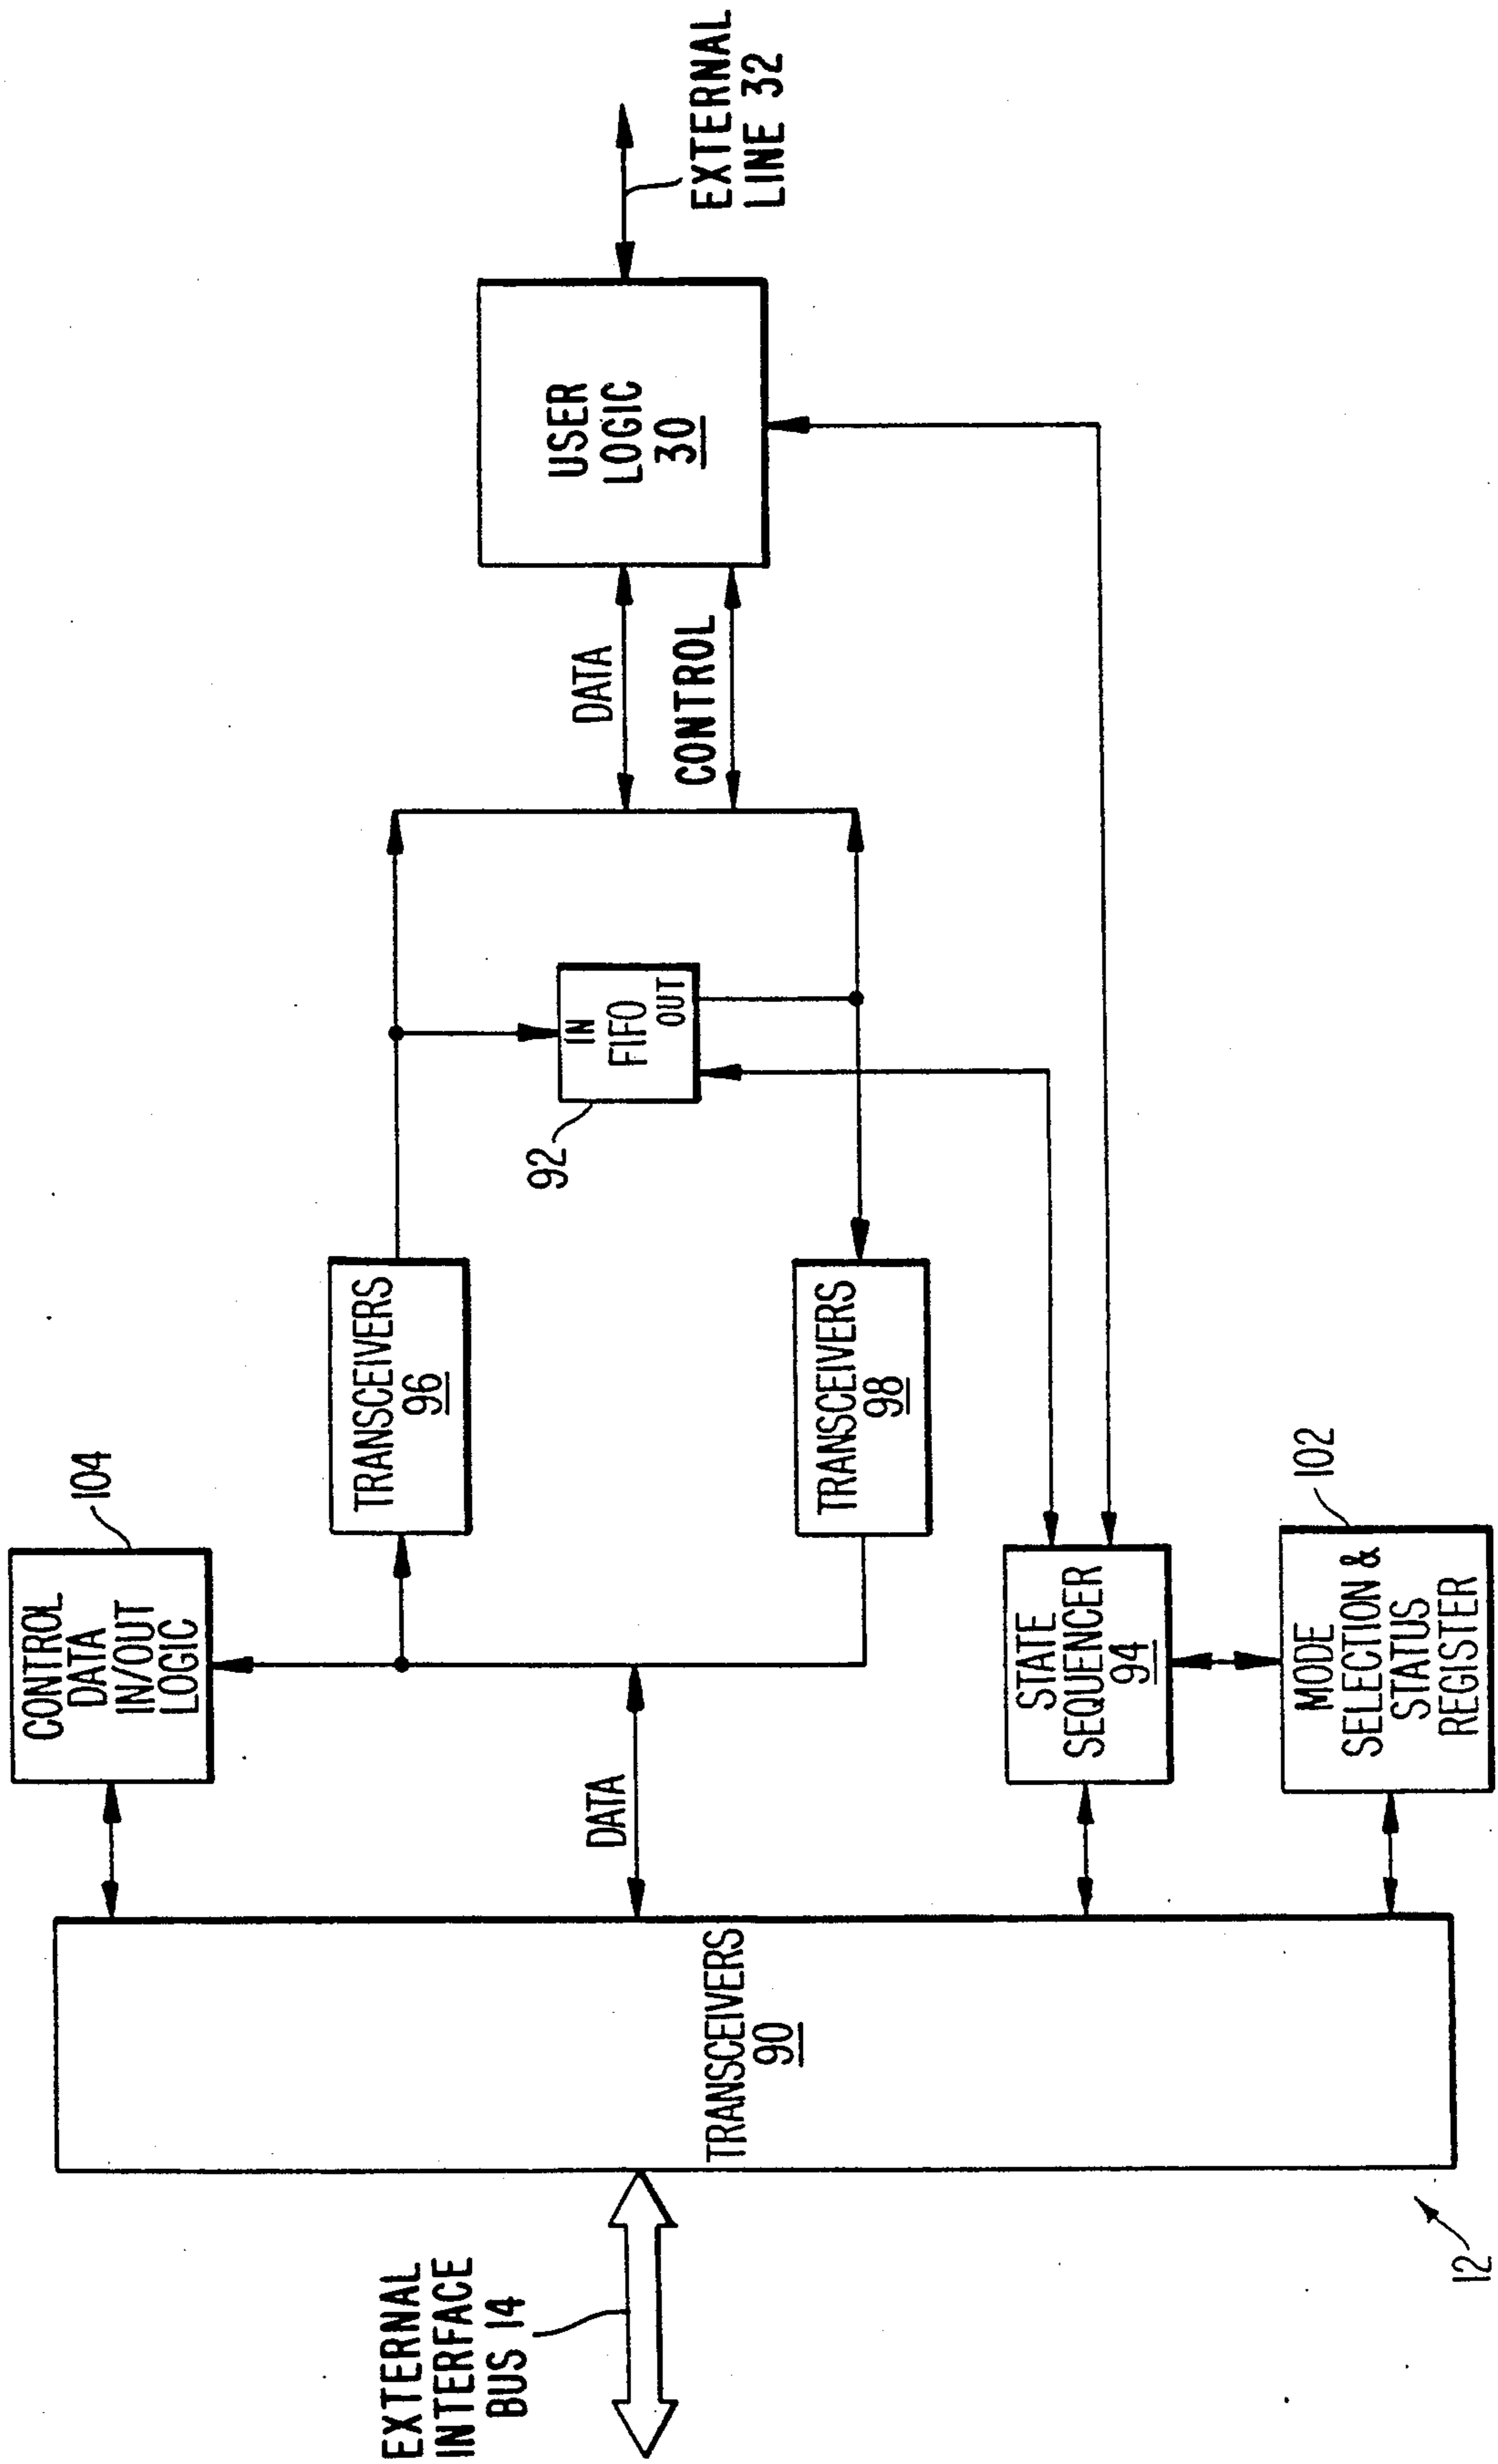 EXTERNAL
INTERFACE
BUS 14
12
TRANSCEIVERS
90
CONTROL
DATA
IN/OUT
LOGIC
104
DATA
STATE
SEQUENCER
94
MODE
SELECTION &
STATUS
REGISTER
102
TRANSCEIVERS
96
TRANSCEIVERS
98
92
IN
FIFO
OUT
DATA
CONTROL
USER
LOGIC
30
EXTERNAL
LINE 32